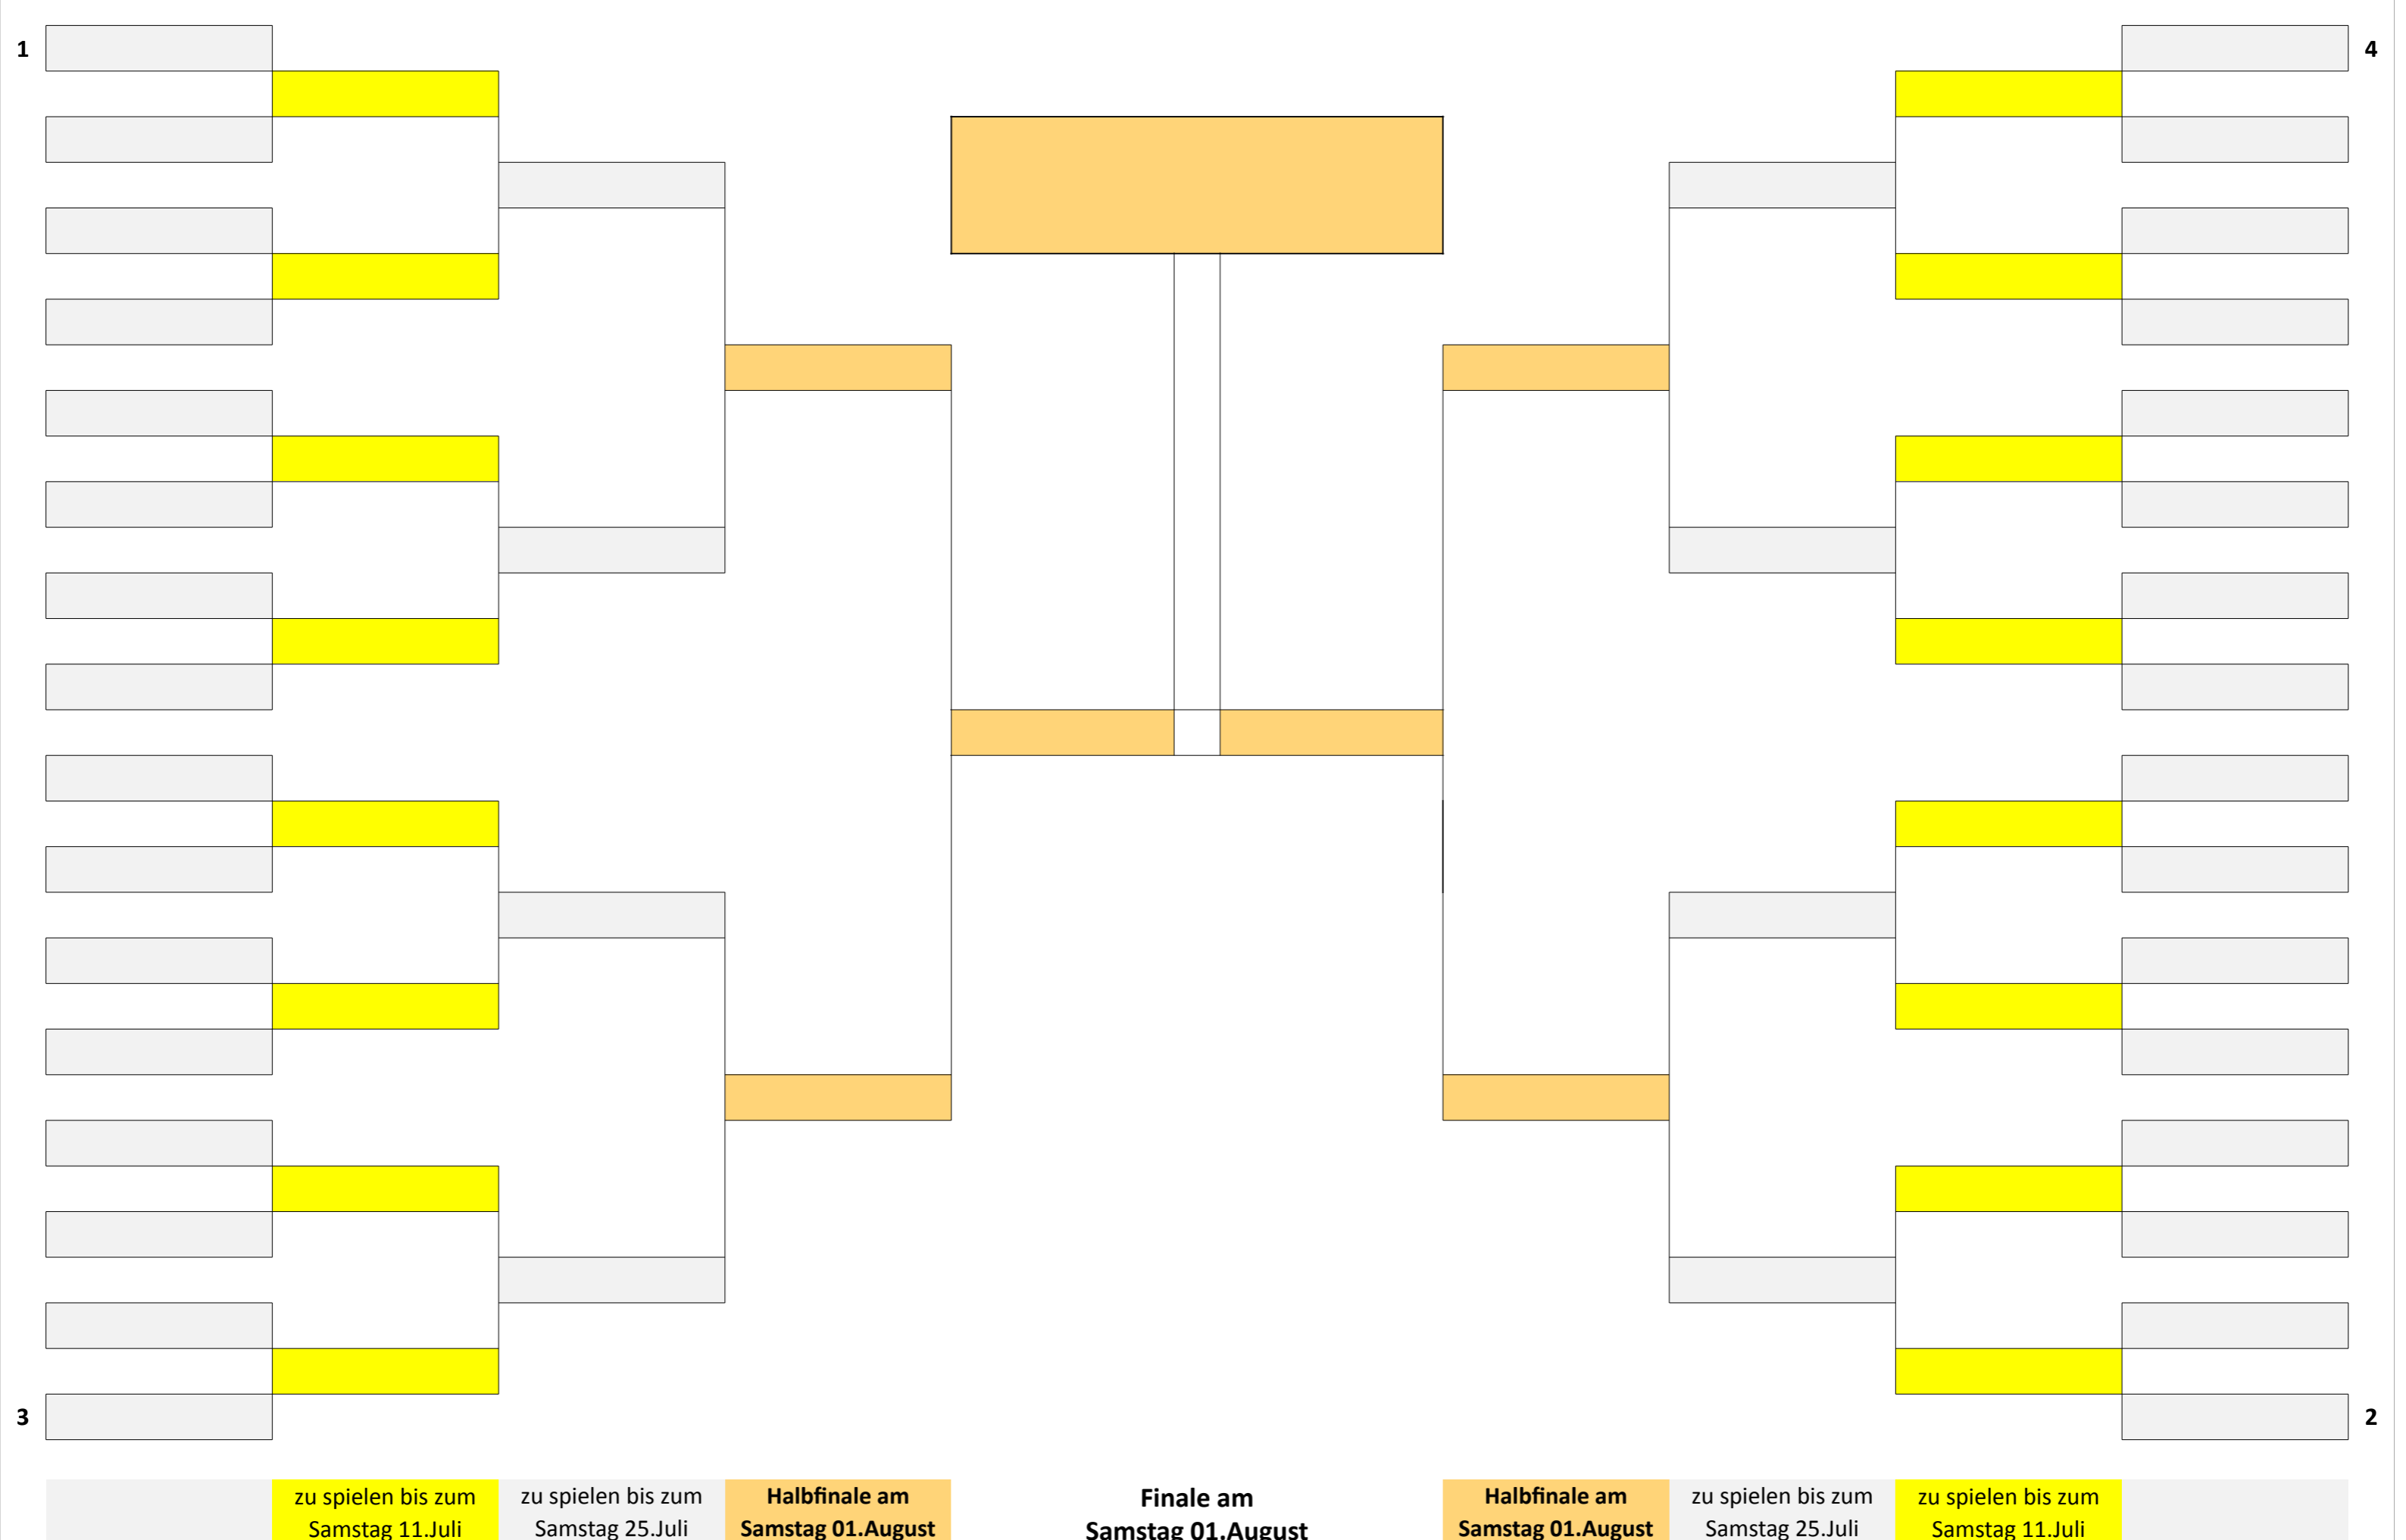 1
4
3
2
zu spielen bis zum
Samstag 11.Juli
zu spielen bis zum
Samstag 25.Juli
Halbfinale am
Samstag 01.August
Finale am
Samstag 01.August
Halbfinale am
Samstag 01.August
zu spielen bis zum
Samstag 25.Juli
zu spielen bis zum
Samstag 11.Juli